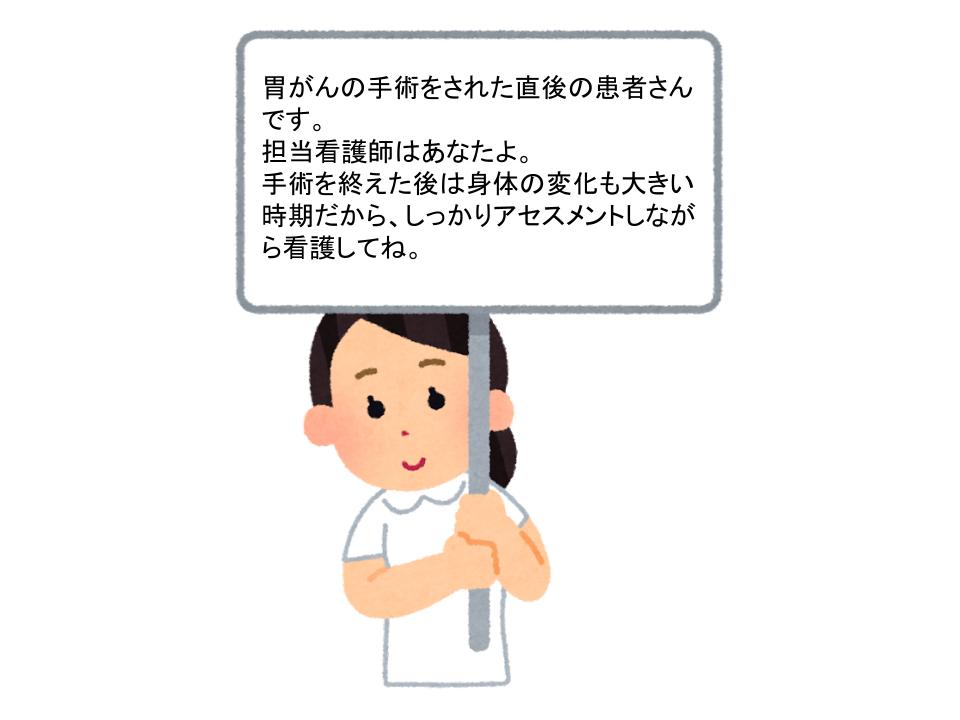 胃がんの手術をされた直後の患者さん
です。
担当看護師はあなたよ。
手術を終えた後は身体の変化も大きい
時期だから、しっかりアセスメントしなが
ら看護してね。